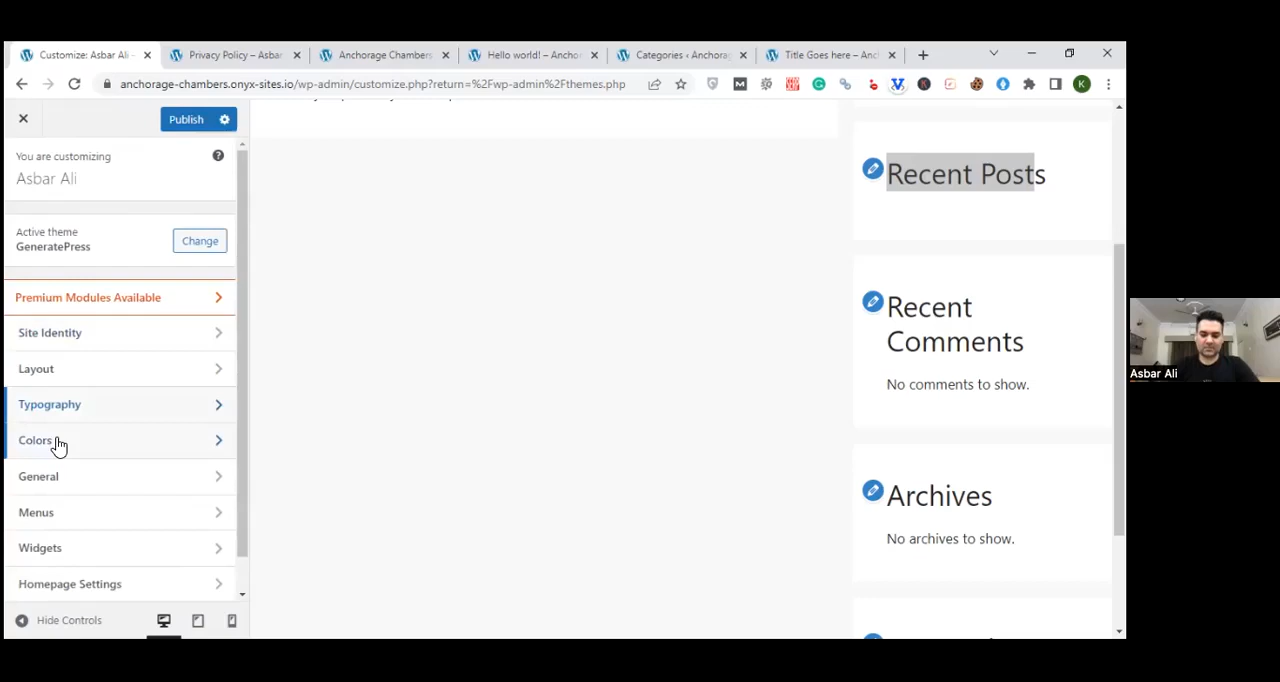 Customize: Asbar Ali –
Privacy Policy – Asbar
Anchorage Chambers
Hello world! – Ancho
Categories ‹ Anchorag
Title Goes here – Anc
anchorage-chambers.onyx-sites.io/wp-admin/customize.php?return=%2Fwp-admin%2Fthemes.php
K
Publish
You are customizing
Asbar Ali
Active theme
GeneratePress
Change
Premium Modules Available
Site Identity
Layout
Typography
Colors
General
Menus
Widgets
Homepage Settings
Hide Controls
Recent Posts
Recent
Comments
No comments to show.
Archives
No archives to show.
Asbar Ali